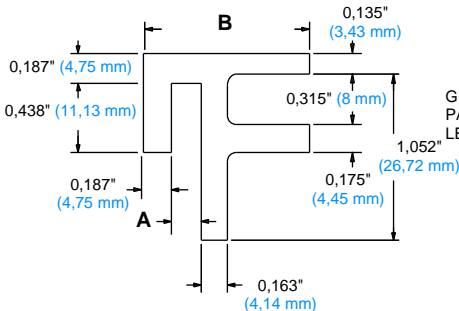 B
0,135"
(3,43 mm)
0,187" (4,75 mm)
0,438" (11,13 mm)
0,315" (8 mm)
G
PA
LE
1,052"
(26,72 mm)
0,187"
(4,75 mm)
0,175"
(4,45 mm)
A
0,163"
(4,14 mm)